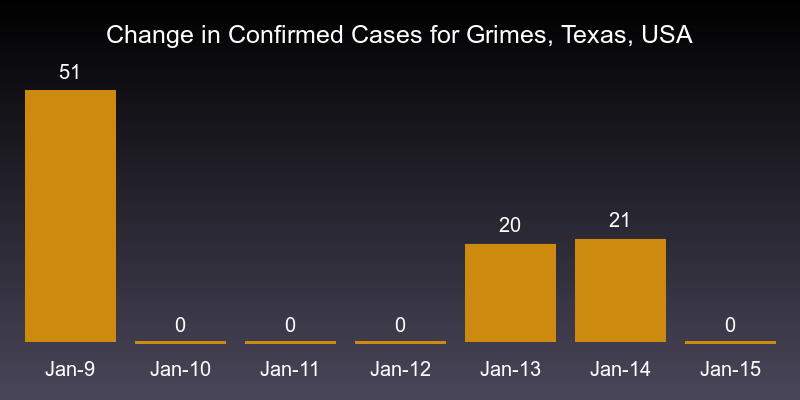 Change in Confirmed Cases for Grimes, Texas, USA
51
0
0
0
20
21
0
Jan-9
Jan-10
Jan-11
Jan-12
Jan-13
Jan-14
Jan-15